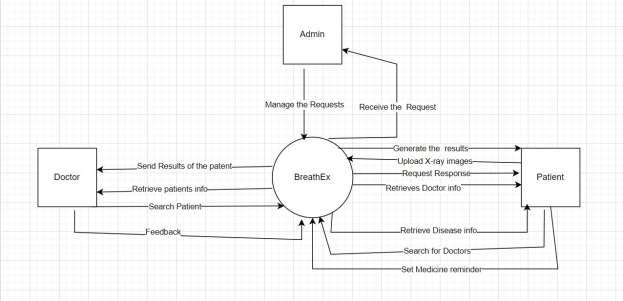 Admin
Manage the Requests
Receive the Request
Generate the results
Upload X-ray images
Send Results of the patent
Request Response
Doctor
BreathEx
Patient
Retrieve patients info
Retrieves Doctor info
Search Patient
Feedback
Retrieve Disease info
Search for Doctors
Set Medicine reminder